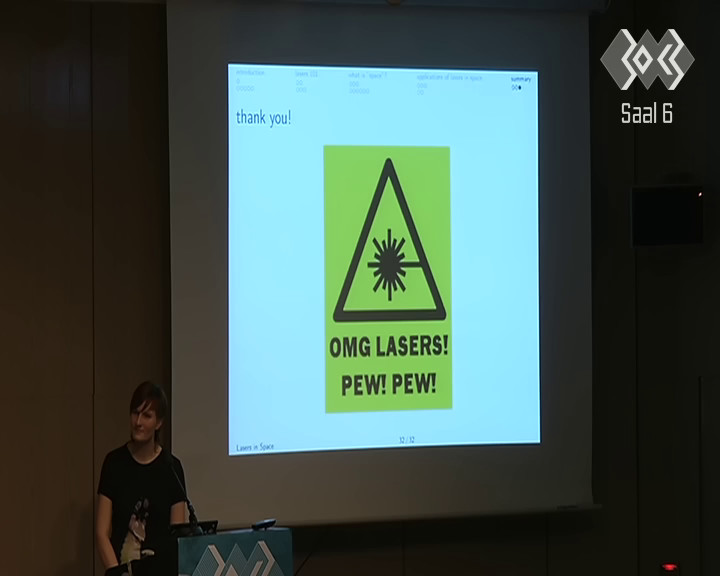 introduction
lasers 101
what is "space"?
applications of lasers in space
summary
thank you!
OMG LASERS!
PEW! PEW!
Lasers in Space
12 / 12
Saal 6